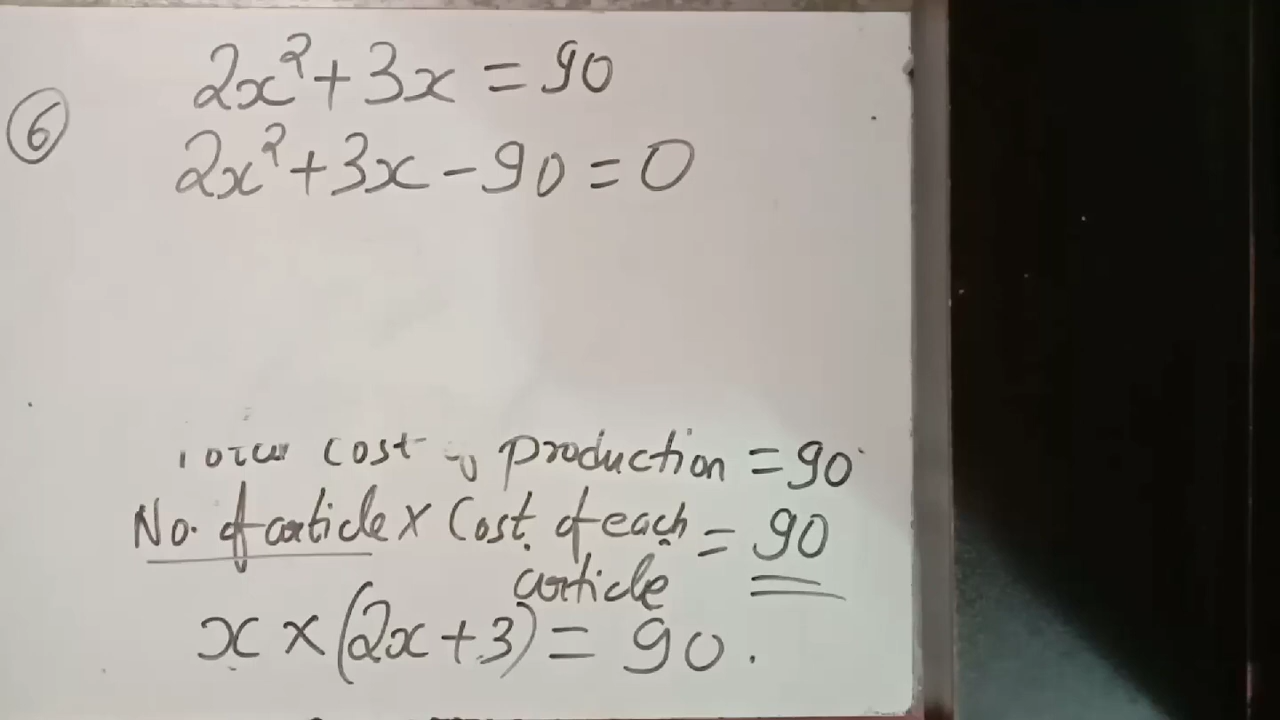 2x² + 3x = 90
⑥
2x² + 3x - 90 = 0
cost production = 90
No. of article × Cost of each = 90
article
x × (2x + 3) = 90.